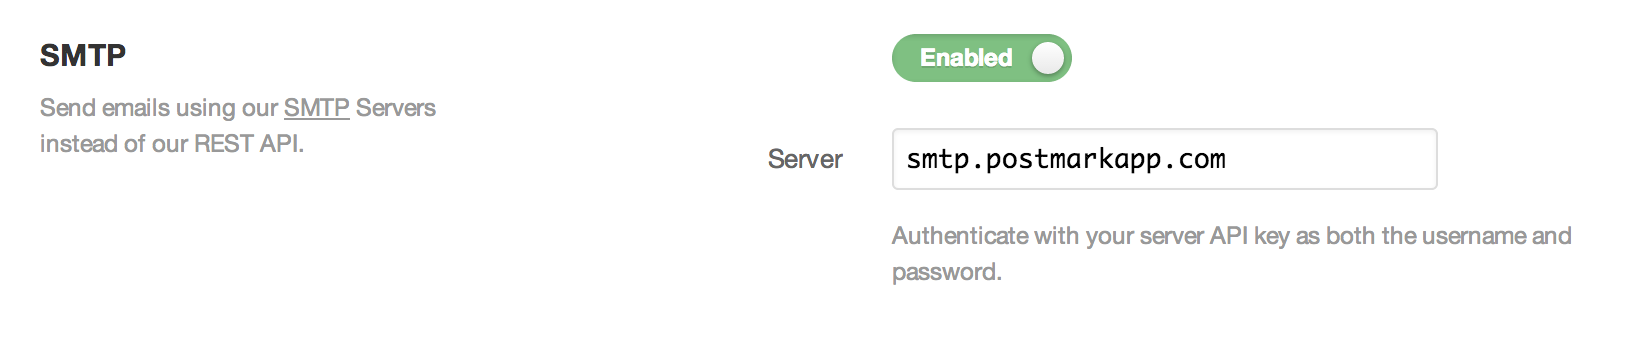 SMTP
Enabled
Send emails using our SMTP Servers
instead of our REST API.
Server
smtp.postmarkapp.com
Authenticate with your server API key as both the username and
password.